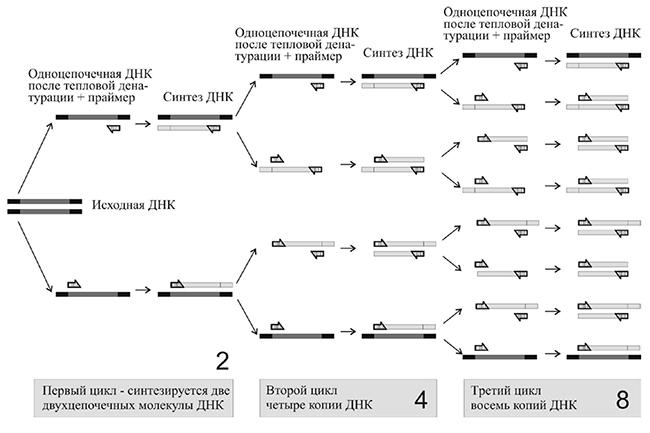 Одноцепочечная ДНК
после тепловой дена-
турации + праймер
Синтез ДНК
Одноцепочечная ДНК
после тепловой дена-
турации + праймер
Синтез ДНК
Одноцепочечная ДНК
после тепловой дена-
турации + праймер
Синтез ДНК
Исходная ДНК
2
Первый цикл - синтезируется две
двухцепочечных молекулы ДНК
Второй цикл
четыре копии ДНК
4
Третий цикл
восемь копий ДНК
8